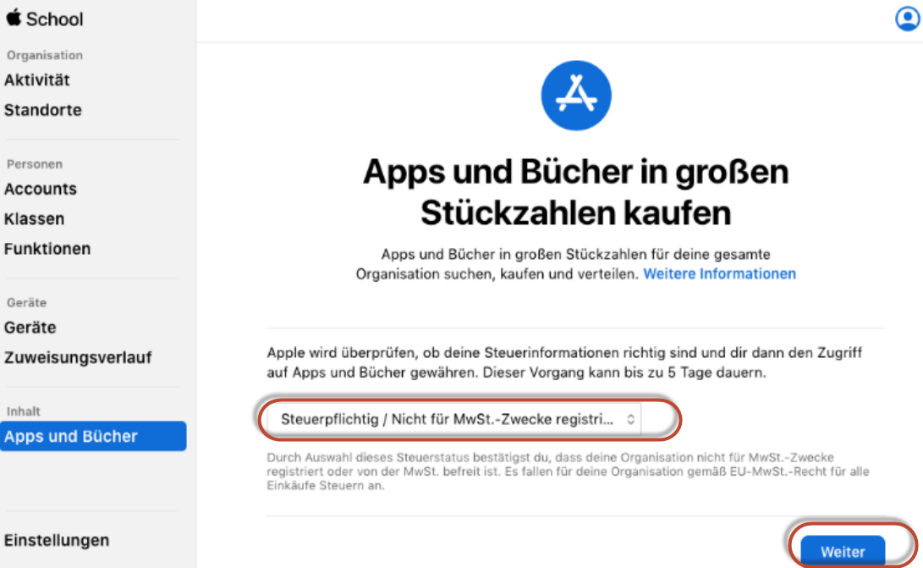 School
Organisation
Aktivität
Standorte
Personen
Accounts
Klassen
Funktionen
Geräte
Geräte
Zuweisungsverlauf
Inhalt
Apps und Bücher
Einstellungen
Apps und Bücher in großen
Stückzahlen kaufen
Apps und Bücher in großen Stückzahlen für deine gesamte
Organisation suchen, kaufen und verteilen. Weitere Informationen
Apple wird überprüfen, ob deine Steuerinformationen richtig sind und dir dann den Zugriff
auf Apps und Bücher gewähren. Dieser Vorgang kann bis zu 5 Tage dauern.
Steuerpflichtig / Nicht für MwSt.-Zwecke registri...
Durch Auswahl dieses Steuerstatus bestätigst du, dass deine Organisation nicht für MwSt.-Zwecke
registriert oder von der MwSt. befreit ist. Es fallen für deine Organisation gemäß EU-MwSt.-Recht für alle
Einkäufe Steuern an.
Weiter